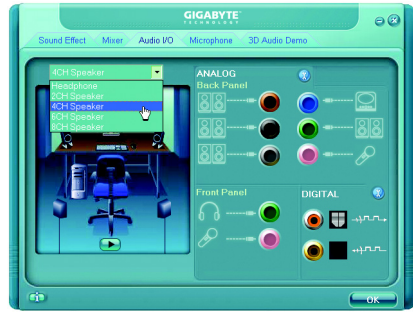 GIGABYTE
TECHNOLOGY
Sound Effect Mixer Audio I/O Microphone 3D Audio Demo
4CH Speaker
Headphone
2CH Speaker
4CH Speaker
6CH Speaker
8CH Speaker
ANALOG
Back Panel
Front Panel
DIGITAL
OK